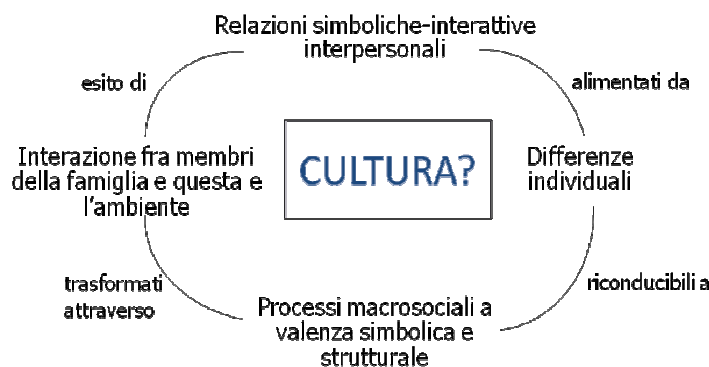 Relazioni simboliche-interattive
interpersonali
esito di
alimentati da
Interazione fra membri
della famiglia e questa e
l'ambiente
CULTURA?
Differenze
individuali
trasformati
attraverso
riconducibili a
Processi macrosociali a
valenza simbolica e
strutturale